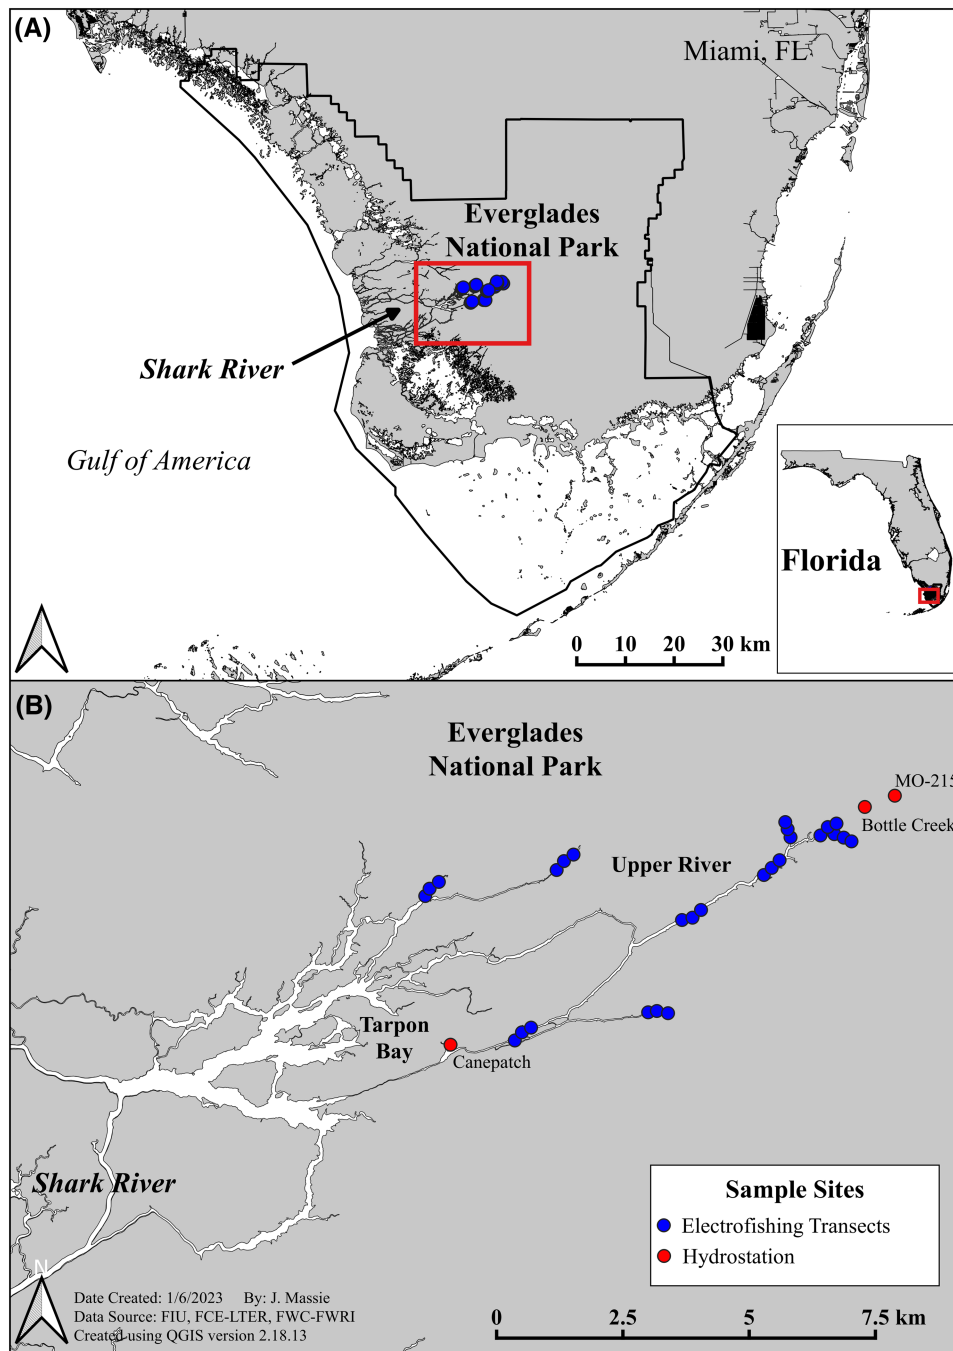 (A)
Miami, FL
Everglades
National Park
Shark River
Gulf of America
Florida
0 10 20 30 km
(B)
Everglades
National Park
MO-215
Bottle Creek
Upper River
Tarpon
Bay
Canepatch
Shark River
Sample Sites
Electrofishing Transects
Hydrostation
N
Date Created: 1/6/2023 By: J. Massie
Data Source: FIU, FCE-LTER, FWC-FWRI
Created using QGIS version 2.18.13
0 2.5 5 7.5 km